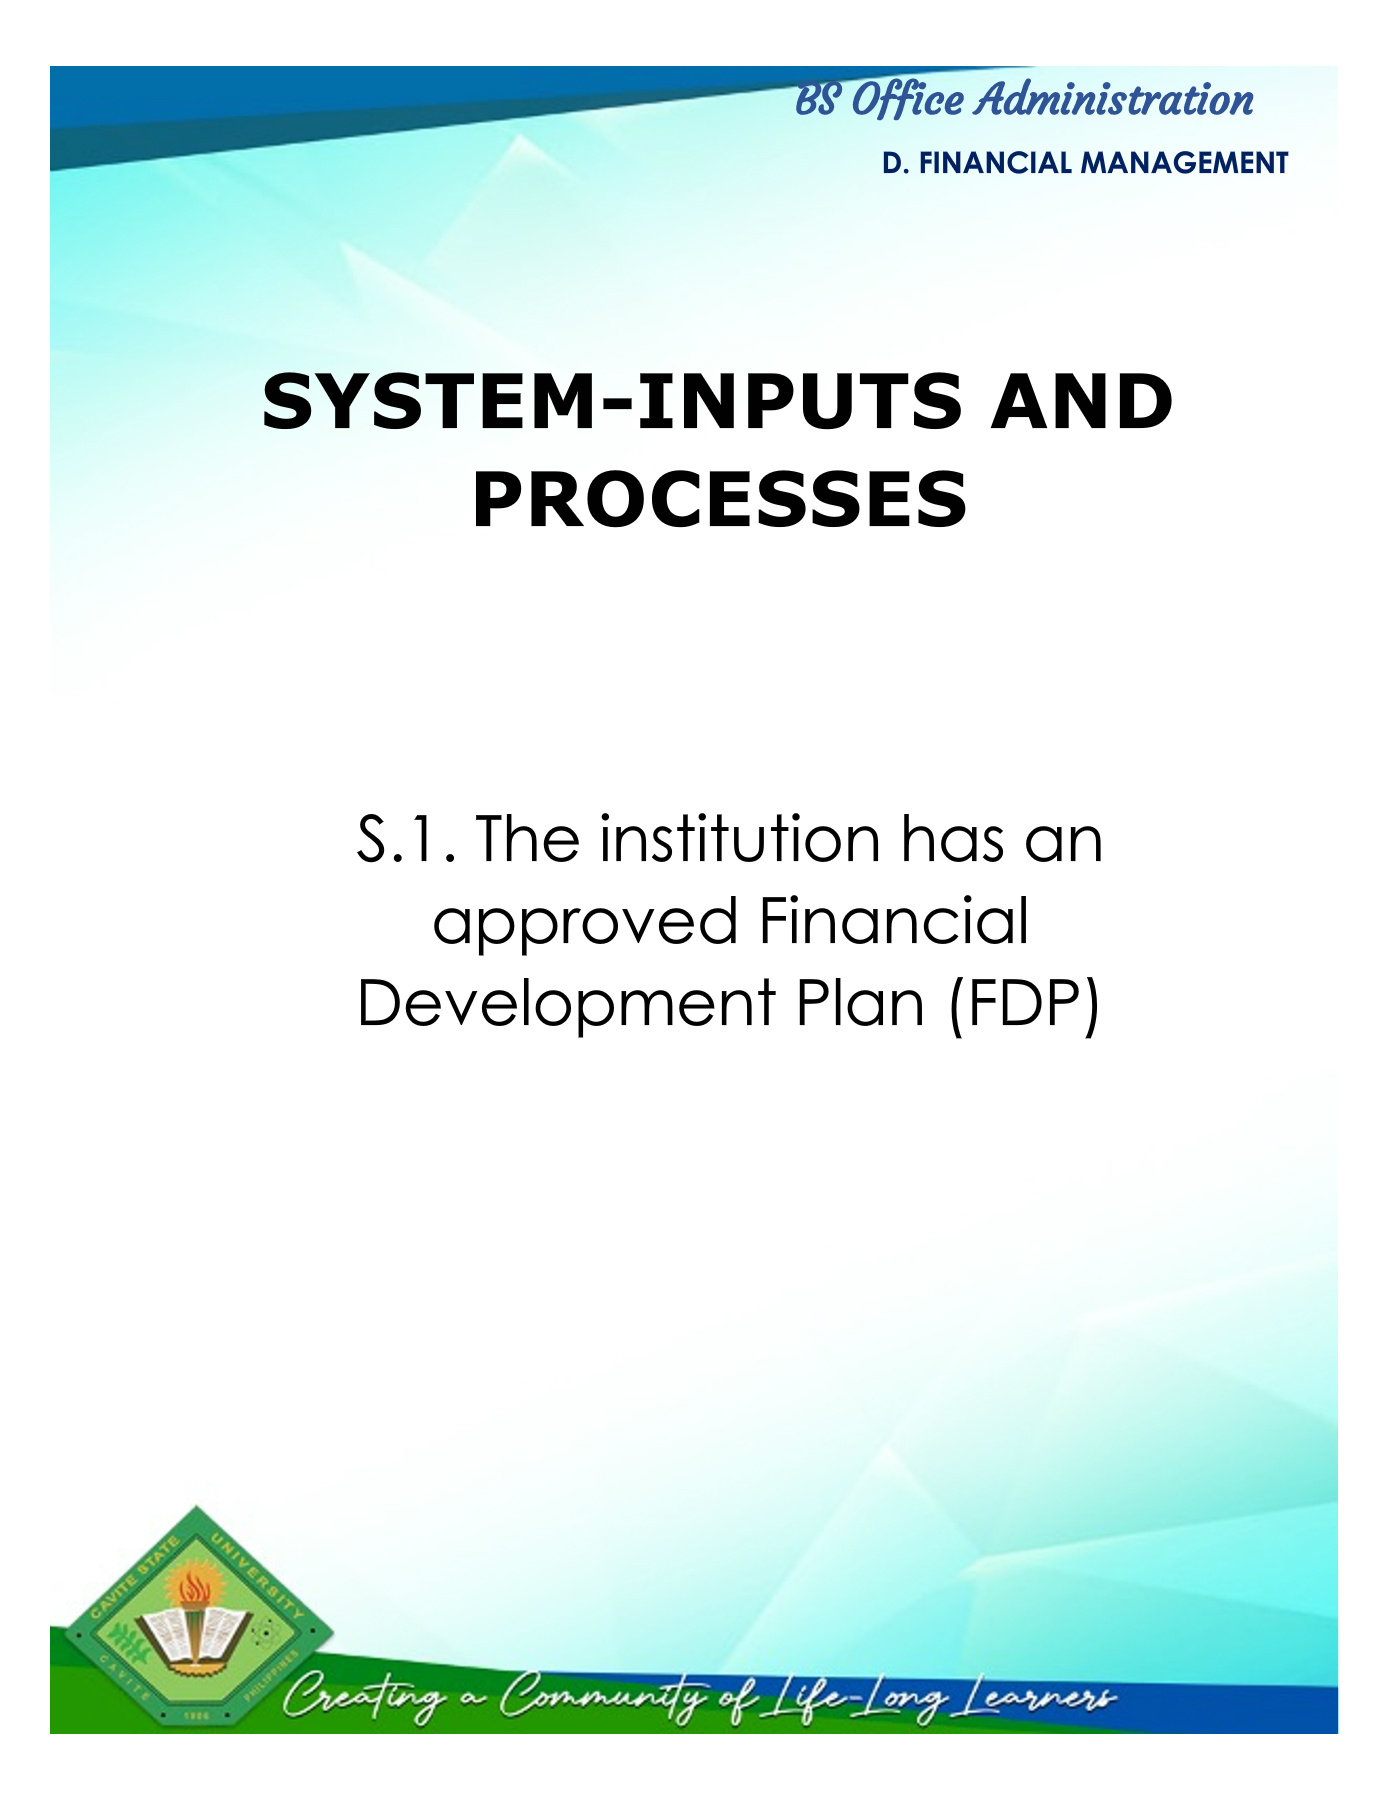 BS Office Administration
D. FINANCIAL MANAGEMENT
SYSTEM-INPUTS AND
PROCESSES
S.1. The institution has an
approved Financial
Development Plan (FDP)
CAVITE STATE UNIVERSITY
CAVITE
1906
PHILIPPINES
Creating a Community of Life-Long Learners